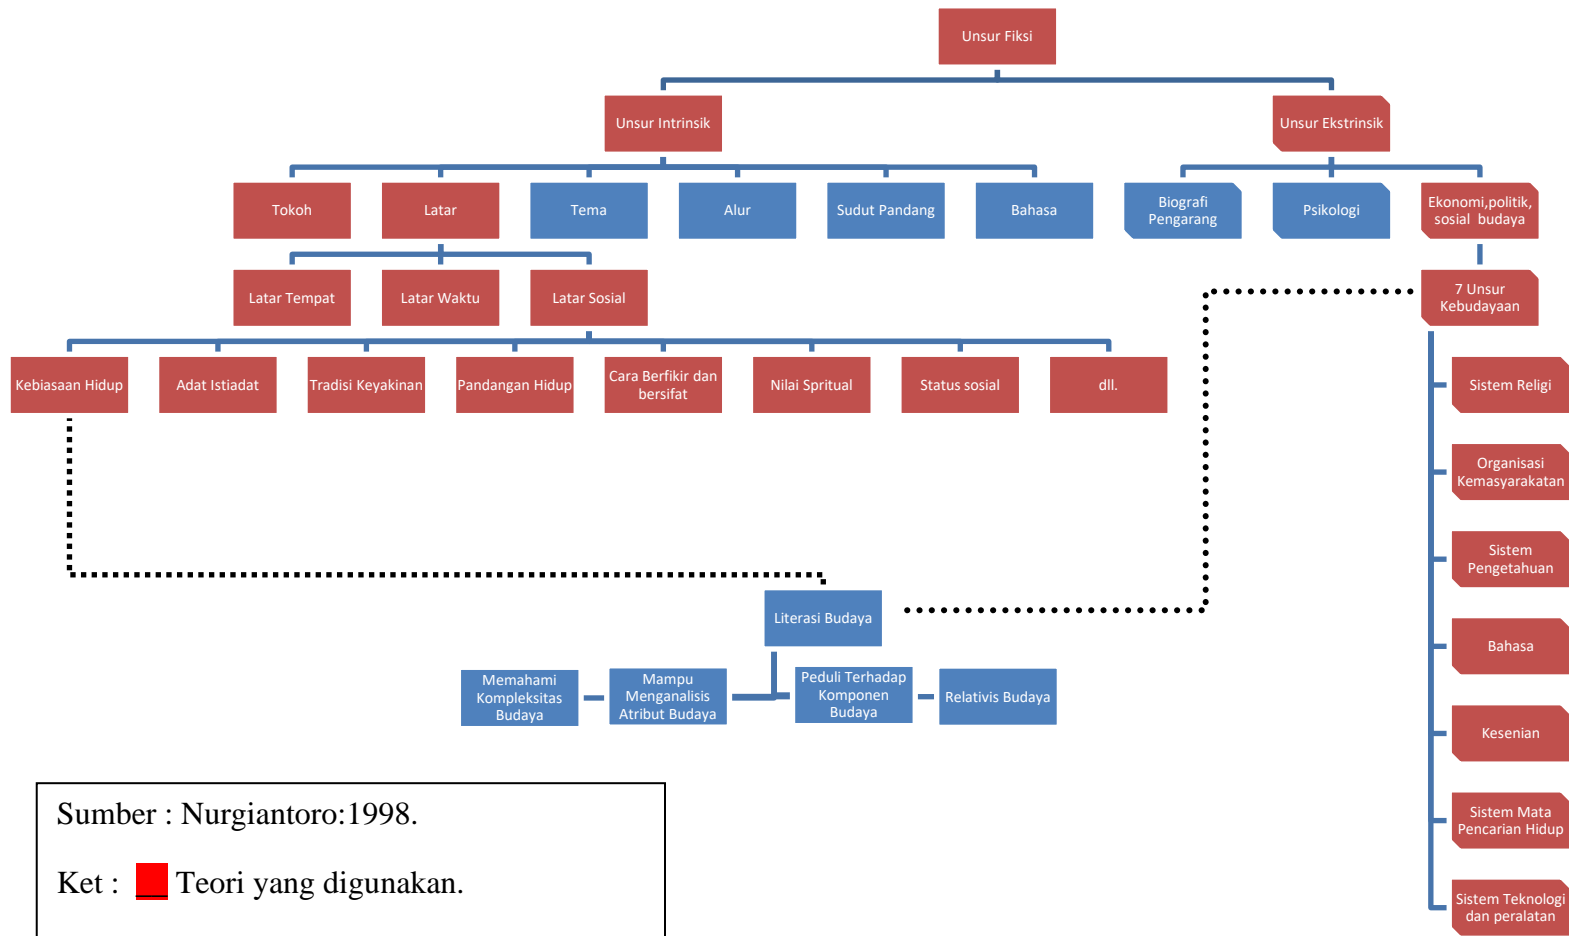 Unsur Fiksi
Unsur Intrinsik
Unsur Ekstrinsik
Tokoh
Latar
Tema
Alur
Sudut Pandang
Bahasa
Biografi
Pengarang
Psikologi
Ekonomi,politik,
sosial budaya
Latar Tempat
Latar Waktu
Latar Sosial
7 Unsur
Kebudayaan
Kebiasaan Hidup
Adat Istiadat
Tradisi Keyakinan
Pandangan Hidup
Cara Berfikir dan
bersifat
Nilai Spritual
Status sosial
dll.
Sistem Religi
Organisasi
Kemasyarakatan
Sistem
Pengetahuan
Bahasa
Kesenian
Sistem Mata
Pencarian Hidup
Sistem Teknologi
dan peralatan
Literasi Budaya
Memahami
Kompleksitas
Budaya
Mampu
Menganalisis
Atribut Budaya
Peduli Terhadap
Komponen
Budaya
Relativis Budaya
Sumber : Nurgiantoro:1998.
Ket : Teori yang digunakan.